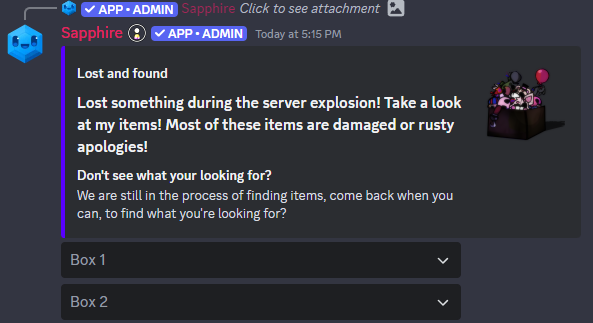 APP • ADMIN Sapphire Click to see attachment
Sapphire APP • ADMIN Today at 5:15 PM
Lost and found
Lost something during the server explosion! Take a look
at my items! Most of these items are damaged or rusty
apologies!
Don't see what your looking for?
We are still in the process of finding items, come back when you
can, to find what you're looking for?
Box 1
Box 2